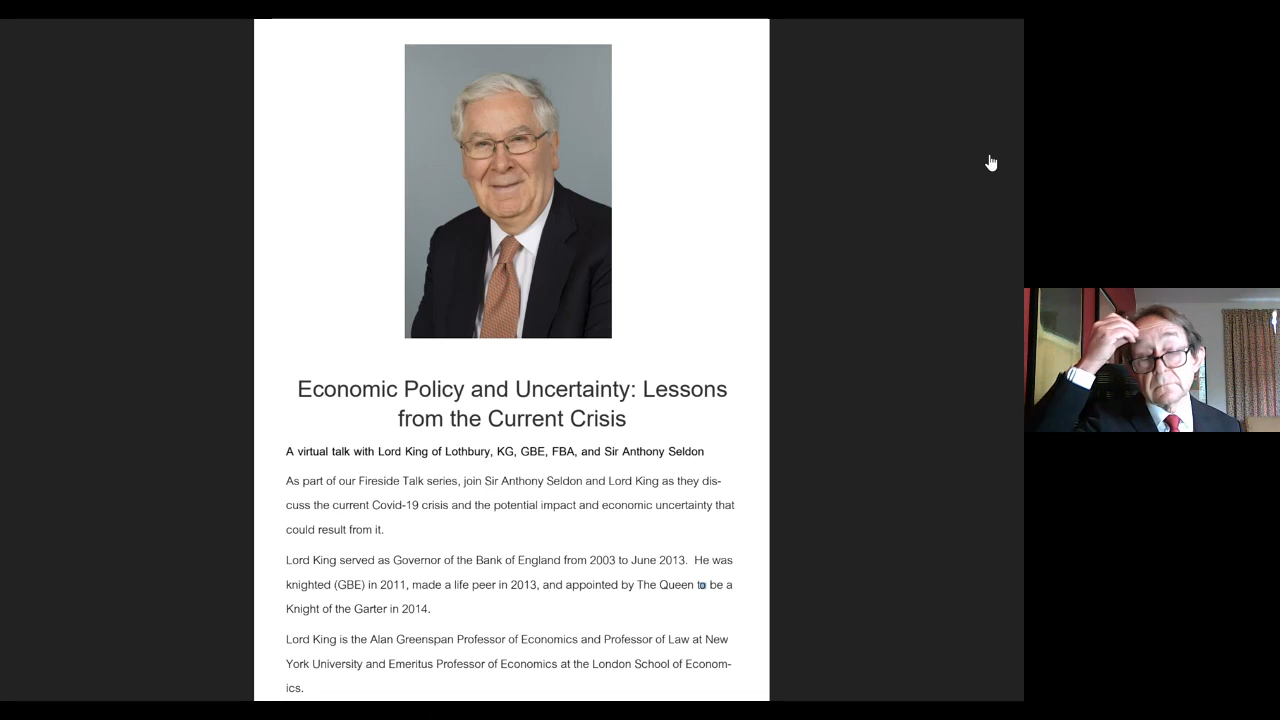 Economic Policy and Uncertainty: Lessons
from the Current Crisis
A virtual talk with Lord King of Lothbury, KG, GBE, FBA, and Sir Anthony Seldon
As part of our Fireside Talk series, join Sir Anthony Seldon and Lord King as they dis-
cuss the current Covid-19 crisis and the potential impact and economic uncertainty that
could result from it.
Lord King served as Governor of the Bank of England from 2003 to June 2013. He was
knighted (GBE) in 2011, made a life peer in 2013, and appointed by The Queen to be a
Knight of the Garter in 2014.
Lord King is the Alan Greenspan Professor of Economics and Professor of Law at New
York University and Emeritus Professor of Economics at the London School of Econom-
ics.